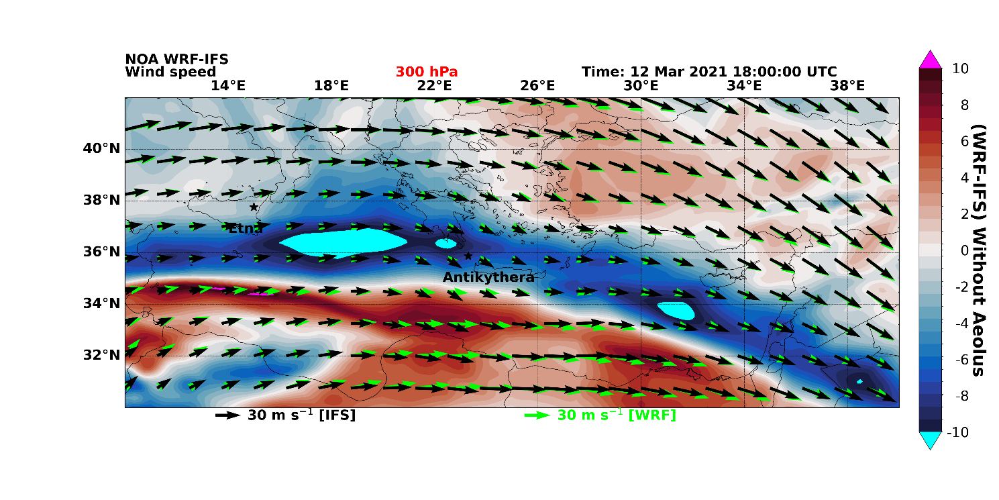 NOA WRF-IFS
Wind speed
300 hPa
Time: 12 Mar 2021 18:00:00 UTC
14°E 18°E 22°E 26°E 30°E 34°E 38°E
40°N
38°N
36°N
34°N
32°N
Etna
Antikythera
30 m s⁻¹ [IFS]
30 m s⁻¹ [WRF]
10
8
6
4
2
0
-2
-4
-6
-8
-10
(WRF-IFS) Without Aeolus